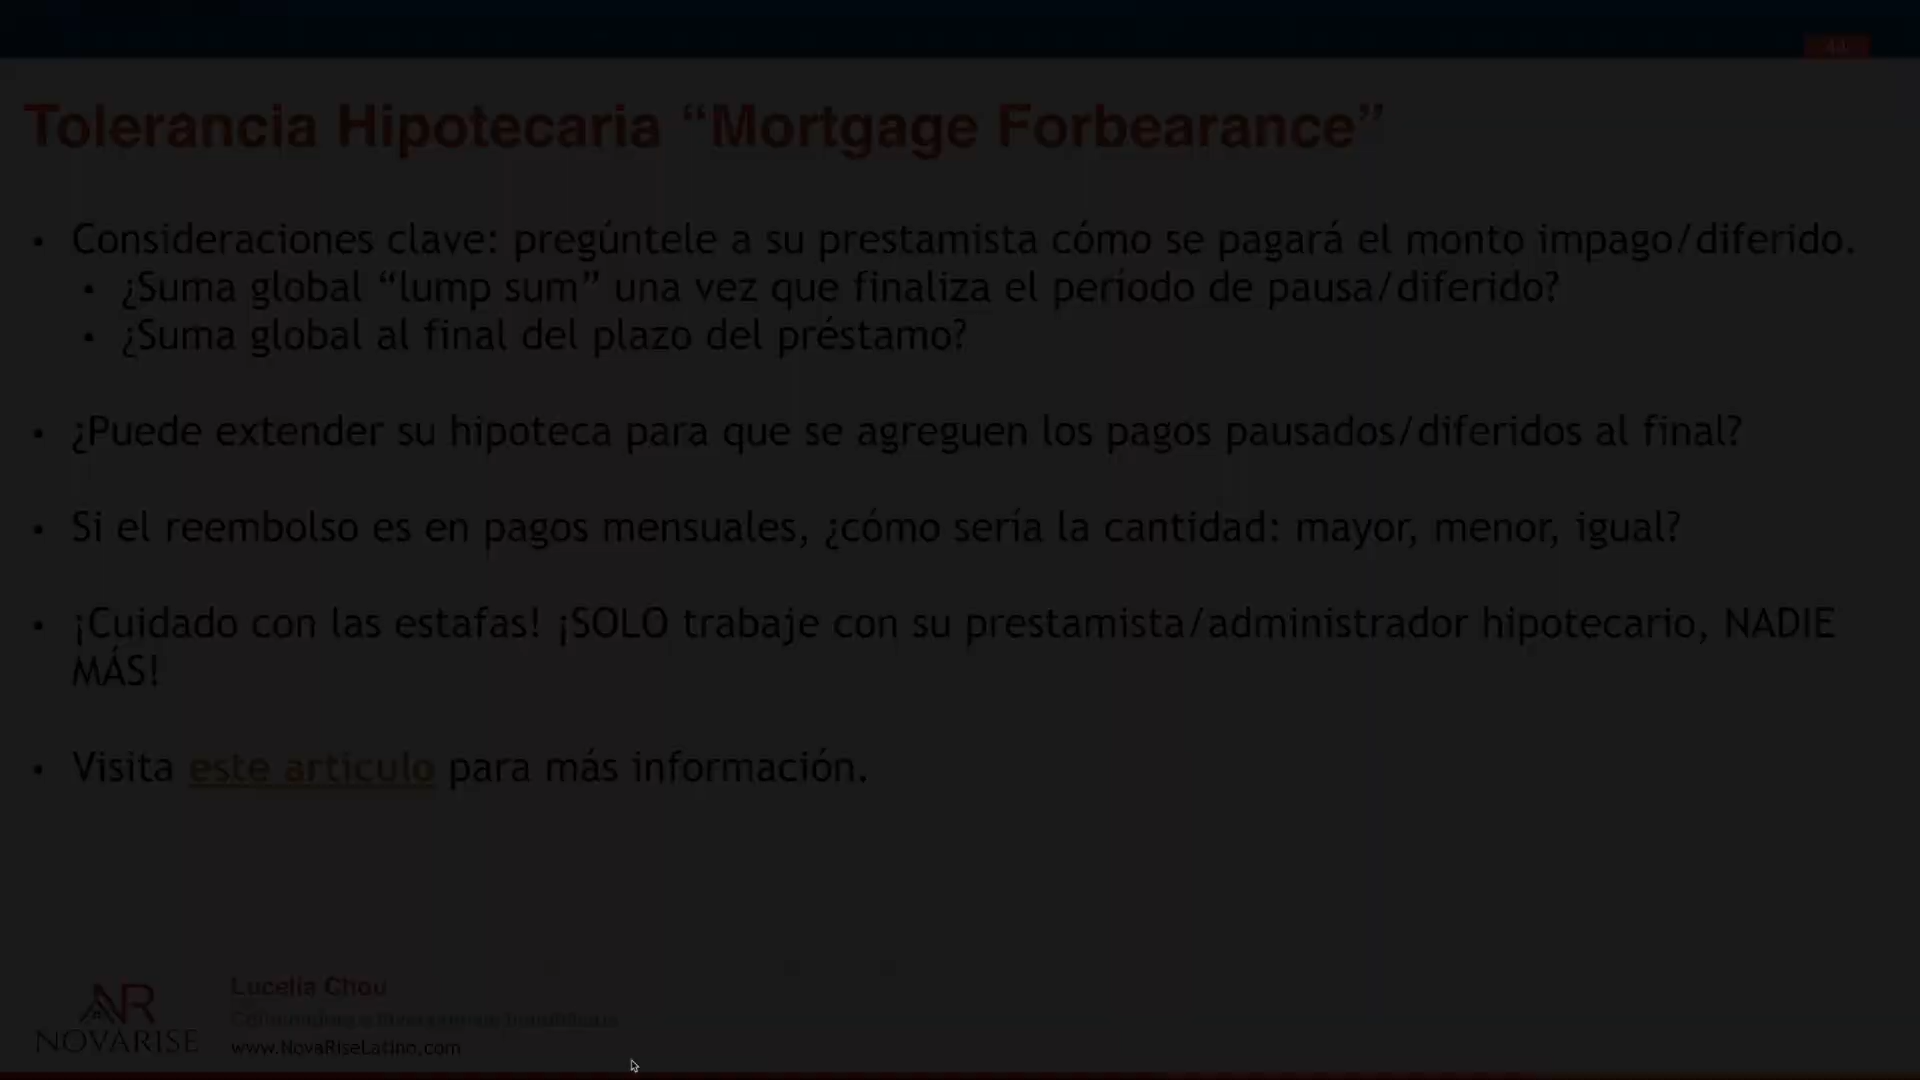 Tolerancia Hipotecaria “Mortgage Forbearance”
• Consideraciones clave: pregúntele a su prestamista cómo se pagará el monto impago/diferido.
• ¿Suma global “lump sum” una vez que finaliza el período de pausa/diferido?
• ¿Suma global al final del plazo del préstamo?
• ¿Puede extender su hipoteca para que se agreguen los pagos pausados/diferidos al final?
• Si el reembolso es en pagos mensuales, ¿cómo sería la cantidad: mayor, menor, igual?
• ¡Cuidado con las estafas! ¡SOLO trabaje con su prestamista/administrador hipotecario, NADIE
MÁS!
• Visita este artículo para más información.
NR
NOVARISE
Lucelia Chou
www.NovaRiseLatino.com